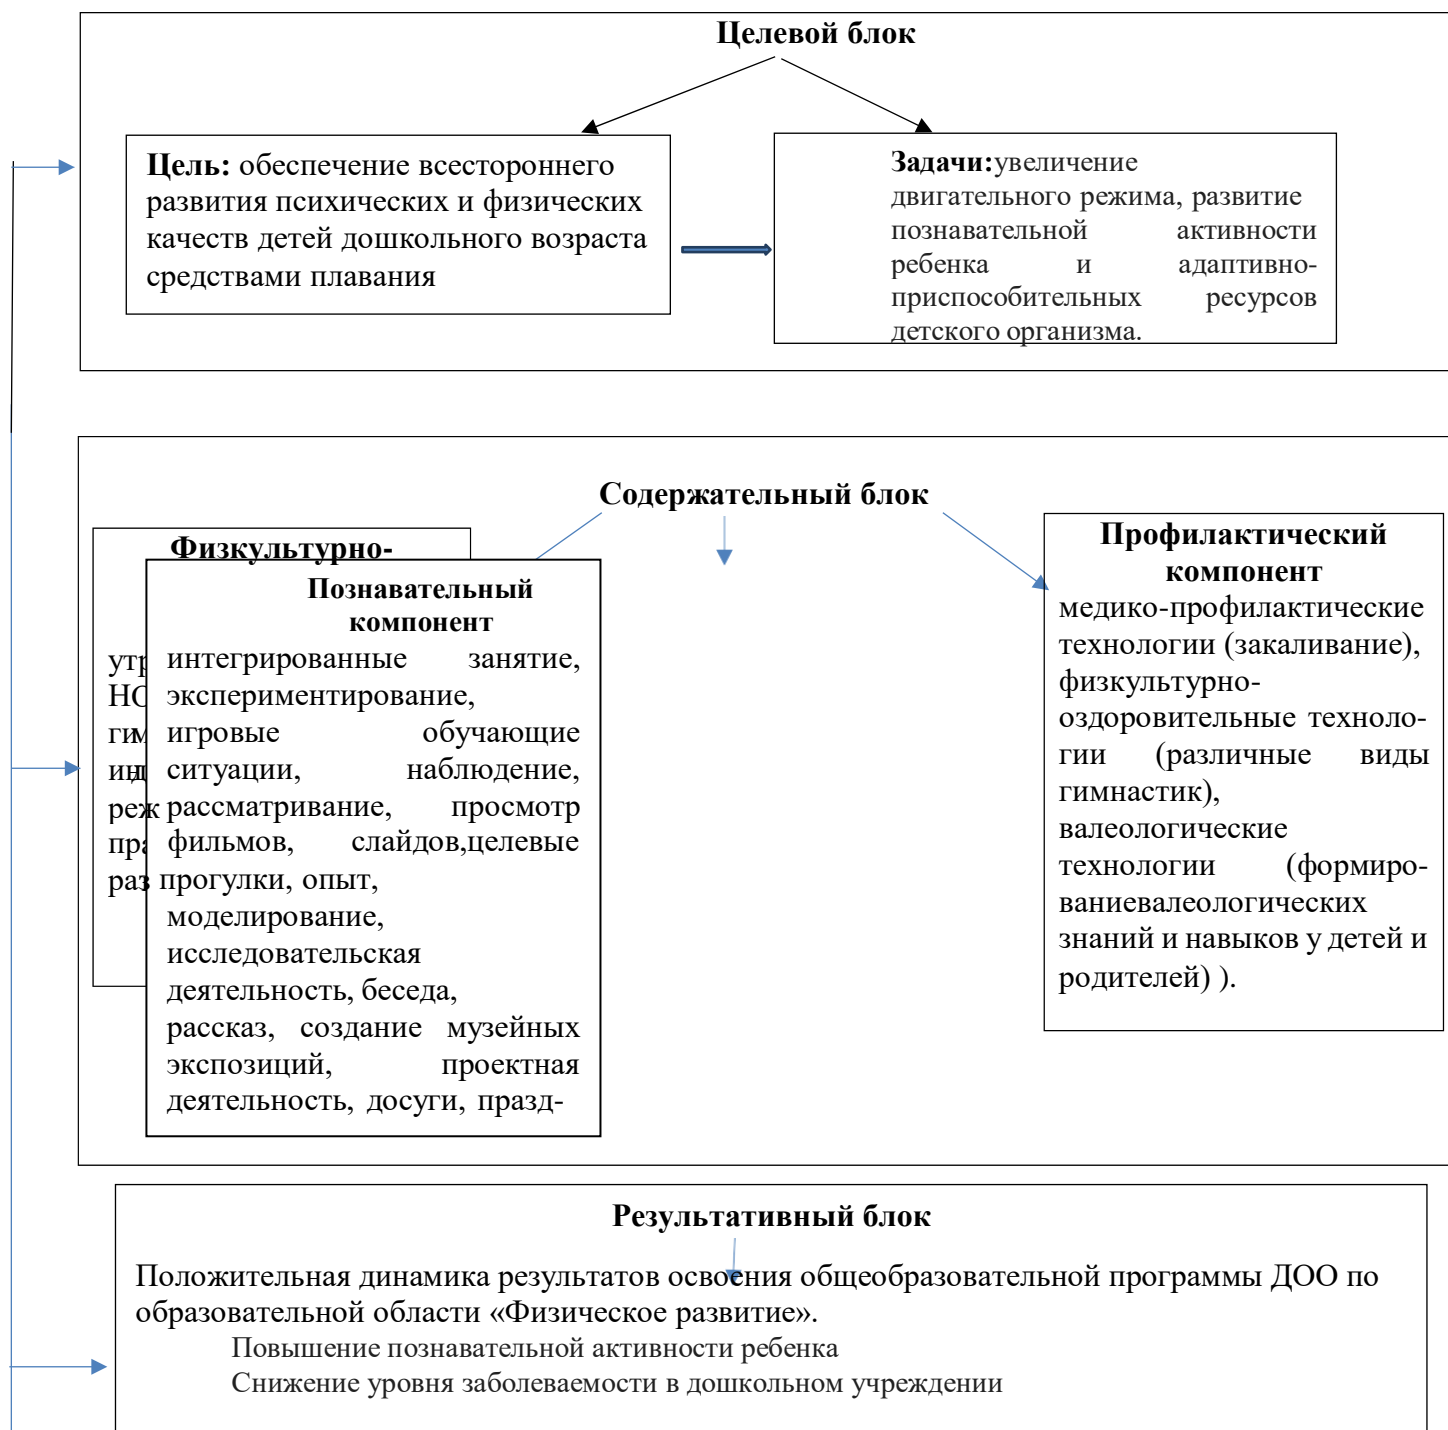 Целевой блок
Цель: обеспечение всестороннего
развития психических и физических
качеств детей дошкольного возраста
средствами плавания
Задачи:увеличение
двигательного режима, развитие
познавательной активности
ребенка и адаптивно-
приспособительных ресурсов
детского организма.
Содержательный блок
Физкультурно-
Познавательный
компонент
интегрированные занятие,
экспериментирование,
игровые обучающие
ситуации, наблюдение,
рассматривание, просмотр
фильмов, слайдов,целевые
прогулки, опыт,
моделирование,
исследовательская
деятельность, беседа,
рассказ, создание музейных
экспозиций, проектная
деятельность, досуги, празд-
Профилактический
компонент
медико-профилактические
технологии (закаливание),
физкультурно-
оздоровительные техноло-
гии (различные виды
гимнастик),
валеологические
технологии (формиро-
ваниевалеологических
знаний и навыков у детей и
родителей) ).
Результативный блок
Положительная динамика результатов освоения общеобразовательной программы ДОО по
образовательной области «Физическое развитие».
Повышение познавательной активности ребенка
Снижение уровня заболеваемости в дошкольном учреждении